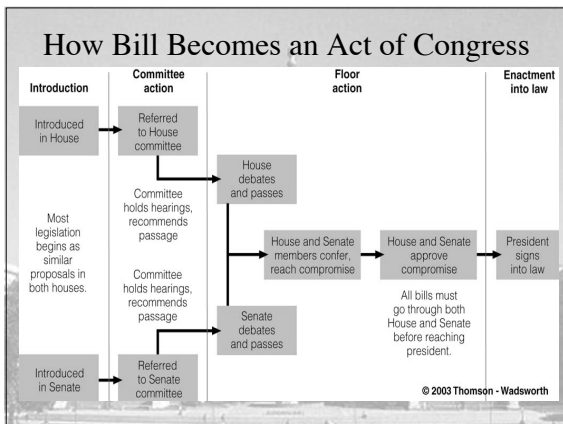 How Bill Becomes an Act of Congress
Introduction
Committee
action
Floor
action
Enactment
into law
Introduced
in House
Referred
to House
committee
House
debates
and passes
Committee
holds hearings,
recommends
passage
Most
legislation
begins as
similar
proposals in
both houses.
House and Senate
members confer,
reach compromise
House and Senate
approve
compromise
President
signs
into law
Committee
holds hearings,
recommends
passage
Senate
debates
and passes
All bills must
go through both
House and Senate
before reaching
president.
Introduced
in Senate
Referred
to Senate
committee
© 2003 Thomson - Wadsworth